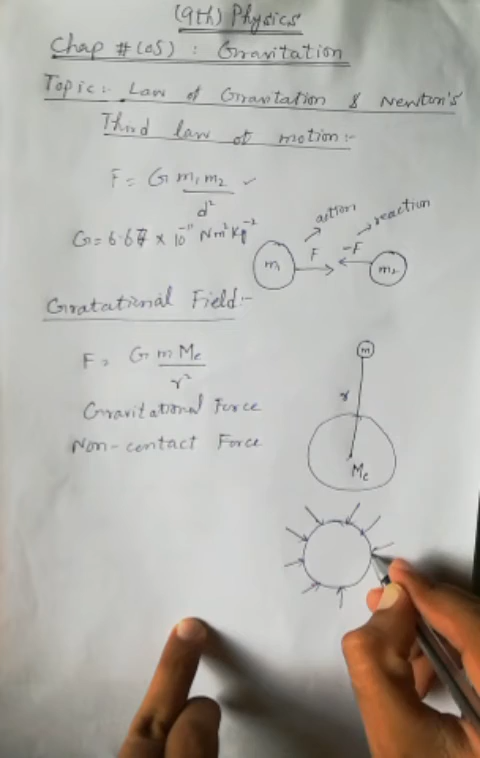 (9th) Physics
Chap # (05) : Gravitation
Topic:- Law of Gravitation & Newton's
Third law of motion:-
F = G m₁m₂ / d²
G = 6.67 × 10⁻¹¹ Nm²kg⁻²
action
reaction
m₁ F -F m₂
Gratational Field:-
F = G m Me / r²
Gravitational Force
Non-contact Force
m
r
Me